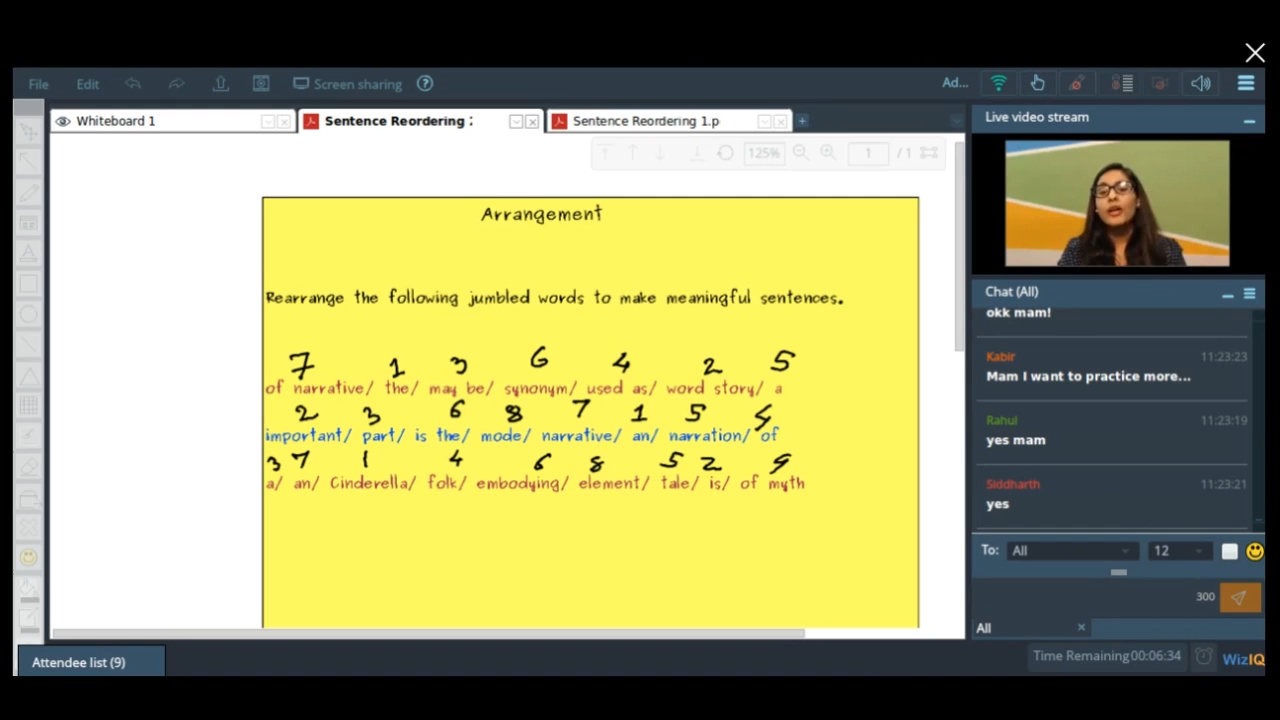 File Edit Screen sharing Ad...
Whiteboard 1 Sentence Reordering : Sentence Reordering 1.p
125% 1 / 1
Arrangement
Rearrange the following jumbled words to make meaningful sentences.
7 1 3 6 4 2 5
of narrative/ the/ may be/ synonym/ used as/ word story/ a
2 3 6 8 7 1 5 4
important/ part/ is the/ mode/ narrative/ an/ narration/ of
3 7 1 4 6 8 5 2 9
a/ an/ Cinderella/ folk/ embodying/ element/ tale/ is/ of myth
Attendee list (9)
Live video stream
Chat (All)
okk mam!
Kabir 11:23:23
Mam I want to practice more...
Rahul 11:23:19
yes mam
Siddharth 11:23:21
yes
To: All 12
300
All
Time Remaining 00:06:34 WizIQ